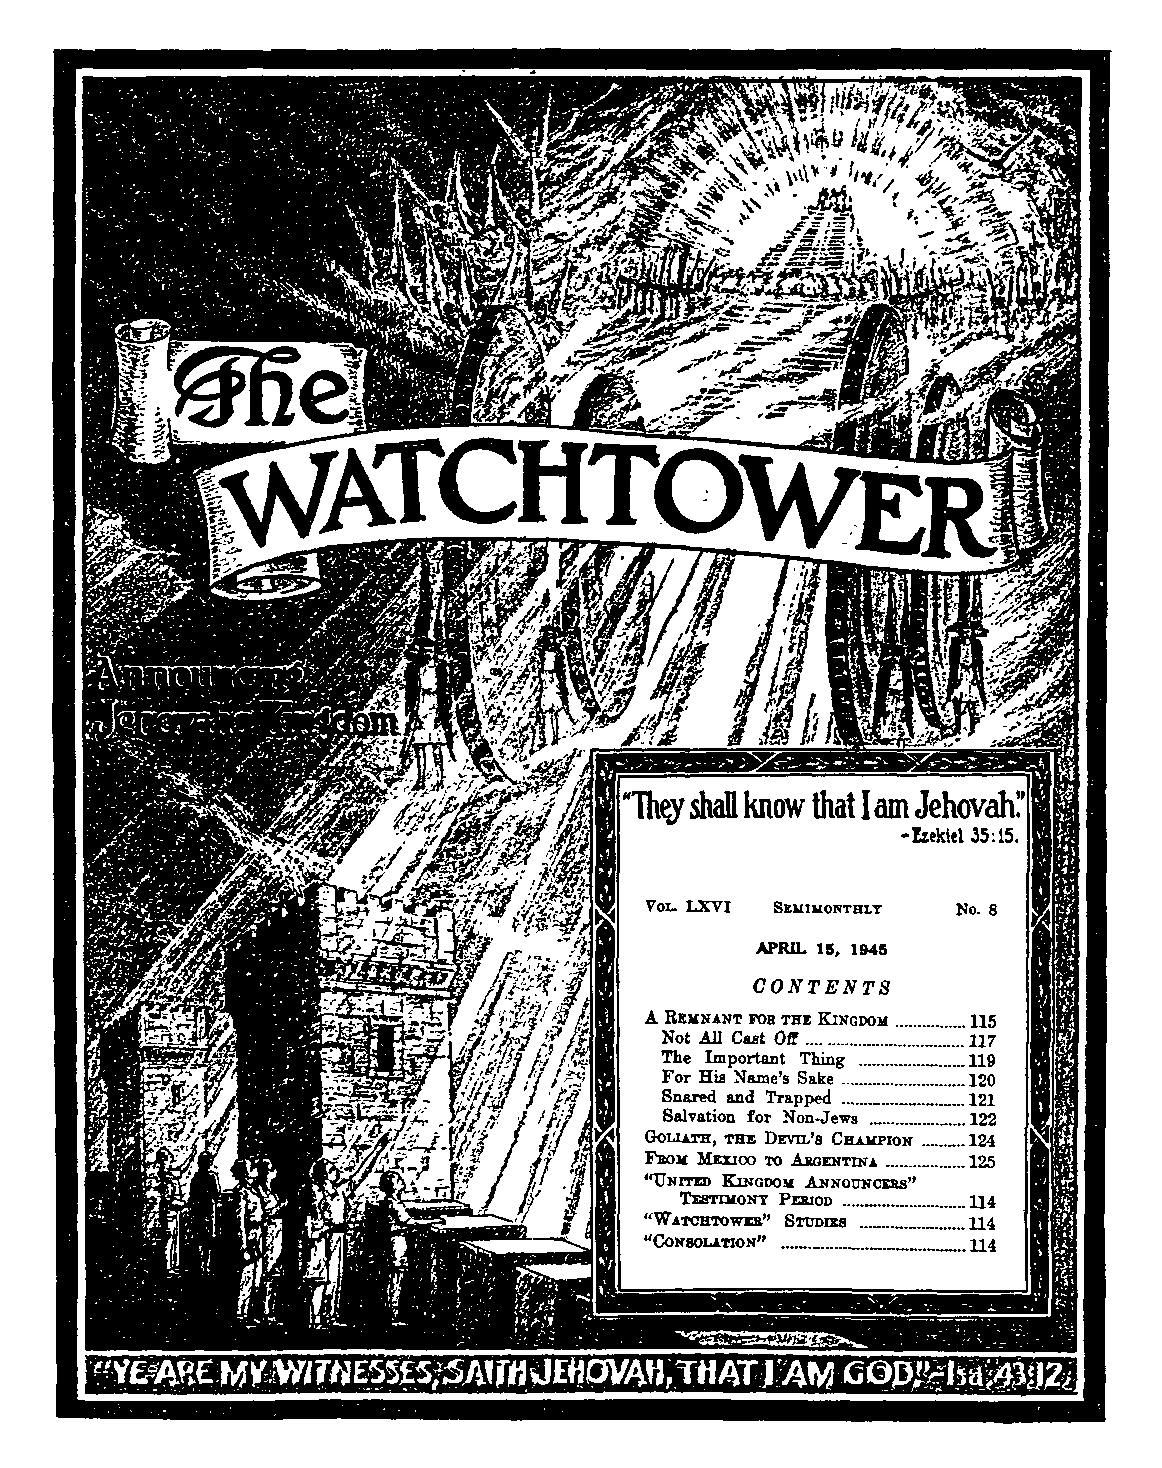 The
WATCHTOWER
Announcing
Jehovah's Kingdom
"They shall know that I am Jehovah."
-Ezekiel 35:15.
VOL. LXVI SEMIMONTHLY No. 8
APRIL 15, 1945
CONTENTS
A REMNANT FOR THE KINGDOM ................. 115
Not All Cast Off .... ................................. 117
The Important Thing .......................... 119
For His Name's Sake .............................. 120
Snared and Trapped .............................. 121
Salvation for Non-Jews ....................... 122
GOLIATH, THE DEVIL'S CHAMPION .......... 124
FROM MEXICO TO ARGENTINA ................... 125
"UNITED KINGDOM ANNOUNCERS"
TESTIMONY PERIOD .............................. 114
"WATCHTOWER" STUDIES .......................... 114
"CONSOLATION" ............................................. 114
"YE ARE MY WITNESSES, SAITH JEHOVAH, THAT I AM GOD."-Isa. 43:12